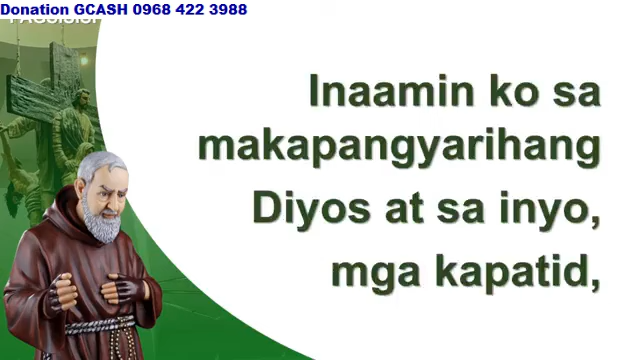 Donation GCASH 0968 422 3988
Inaamin ko sa
makapangyarihang
Diyos at sa inyo,
mga kapatid,